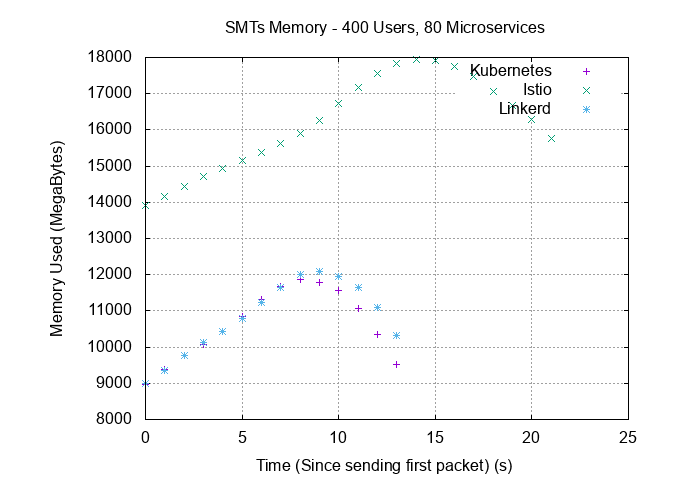 SMTs Memory - 400 Users, 80 Microservices
18000
17000
16000
15000
14000
13000
12000
11000
10000
9000
8000
Memory Used (MegaBytes)
Kubernetes
Istio
Linkerd
0 5 10 15 20 25
Time (Since sending first packet) (s)